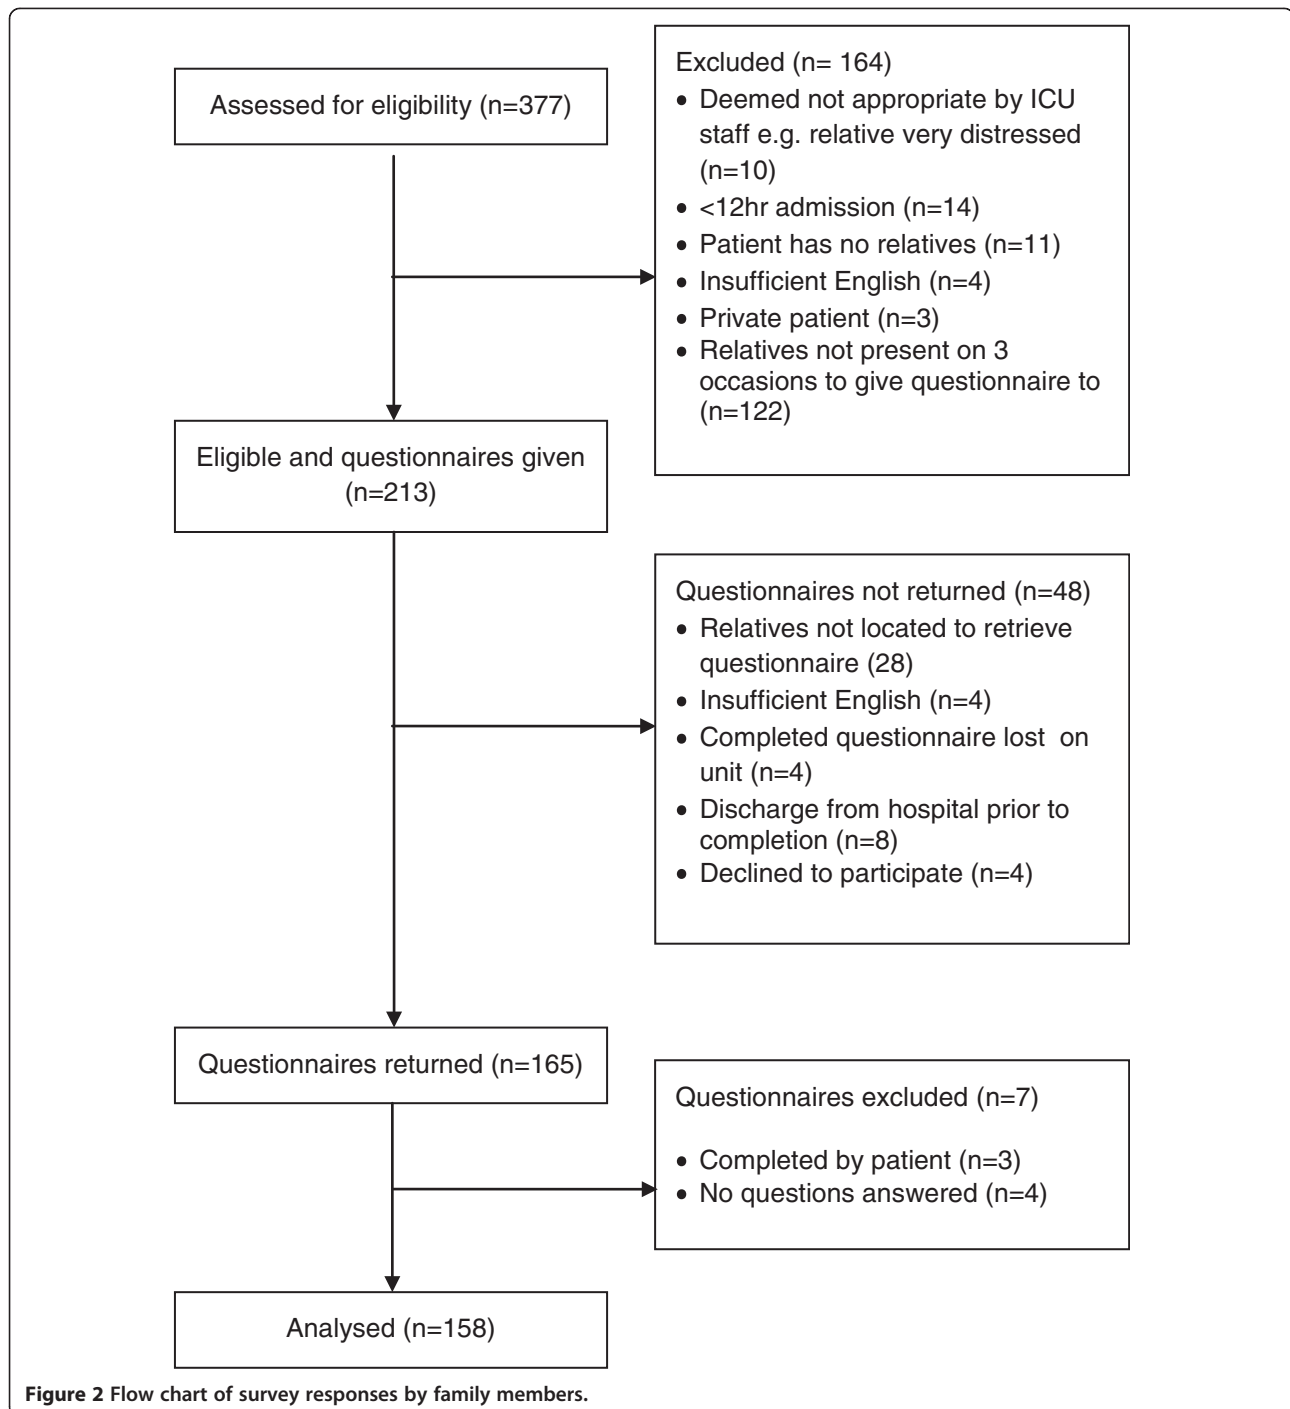 Assessed for eligibility (n=377)
Excluded (n= 164)
• Deemed not appropriate by ICU
staff e.g. relative very distressed
(n=10)
• <12hr admission (n=14)
• Patient has no relatives (n=11)
• Insufficient English (n=4)
• Private patient (n=3)
• Relatives not present on 3
occasions to give questionnaire to
(n=122)
Eligible and questionnaires given
(n=213)
Questionnaires not returned (n=48)
• Relatives not located to retrieve
questionnaire (28)
• Insufficient English (n=4)
• Completed questionnaire lost on
unit (n=4)
• Discharge from hospital prior to
completion (n=8)
• Declined to participate (n=4)
Questionnaires returned (n=165)
Questionnaires excluded (n=7)
• Completed by patient (n=3)
• No questions answered (n=4)
Analysed (n=158)
Figure 2 Flow chart of survey responses by family members.